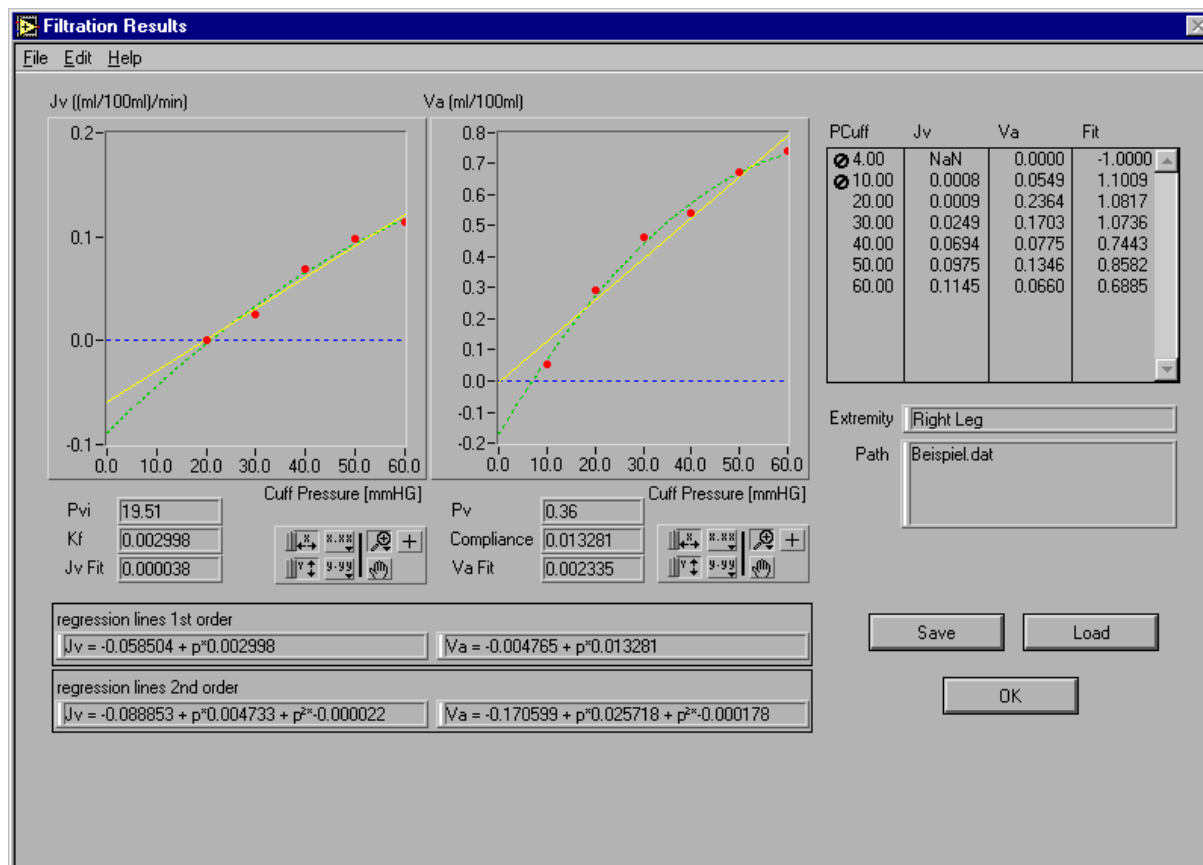 Filtration Results
File Edit Help
Jv ((ml/100ml)/min)
0.2
0.1
0.0
-0.1
0.0 10.0 20.0 30.0 40.0 50.0 60.0
Cuff Pressure [mmHG]
Va (ml/100ml)
0.8
0.7
0.6
0.5
0.4
0.3
0.2
0.1
0.0
-0.1
-0.2
0.0 10.0 20.0 30.0 40.0 50.0 60.0
Cuff Pressure [mmHG]
PCuff Jv Va Fit
4.00 NaN 0.0000 -1.0000
10.00 0.0008 0.0549 1.1009
20.00 0.0009 0.2364 1.0817
30.00 0.0249 0.1703 1.0736
40.00 0.0694 0.0775 0.7443
50.00 0.0975 0.1346 0.8582
60.00 0.1145 0.0660 0.6885
Extremity Right Leg
Path Beispiel.dat
Pvi 19.51
Kf 0.002998
Jv Fit 0.000038
X x.xx
Y y.yy
Pv 0.36
Compliance 0.013281
Va Fit 0.002335
X x.xx
Y y.yy
regression lines 1st order
Jv = -0.058504 + p*0.002998
Va = -0.004765 + p*0.013281
regression lines 2nd order
Jv = -0.088853 + p*0.004733 + p²*-0.000022
Va = -0.170599 + p*0.025718 + p²*-0.000178
Save Load
OK